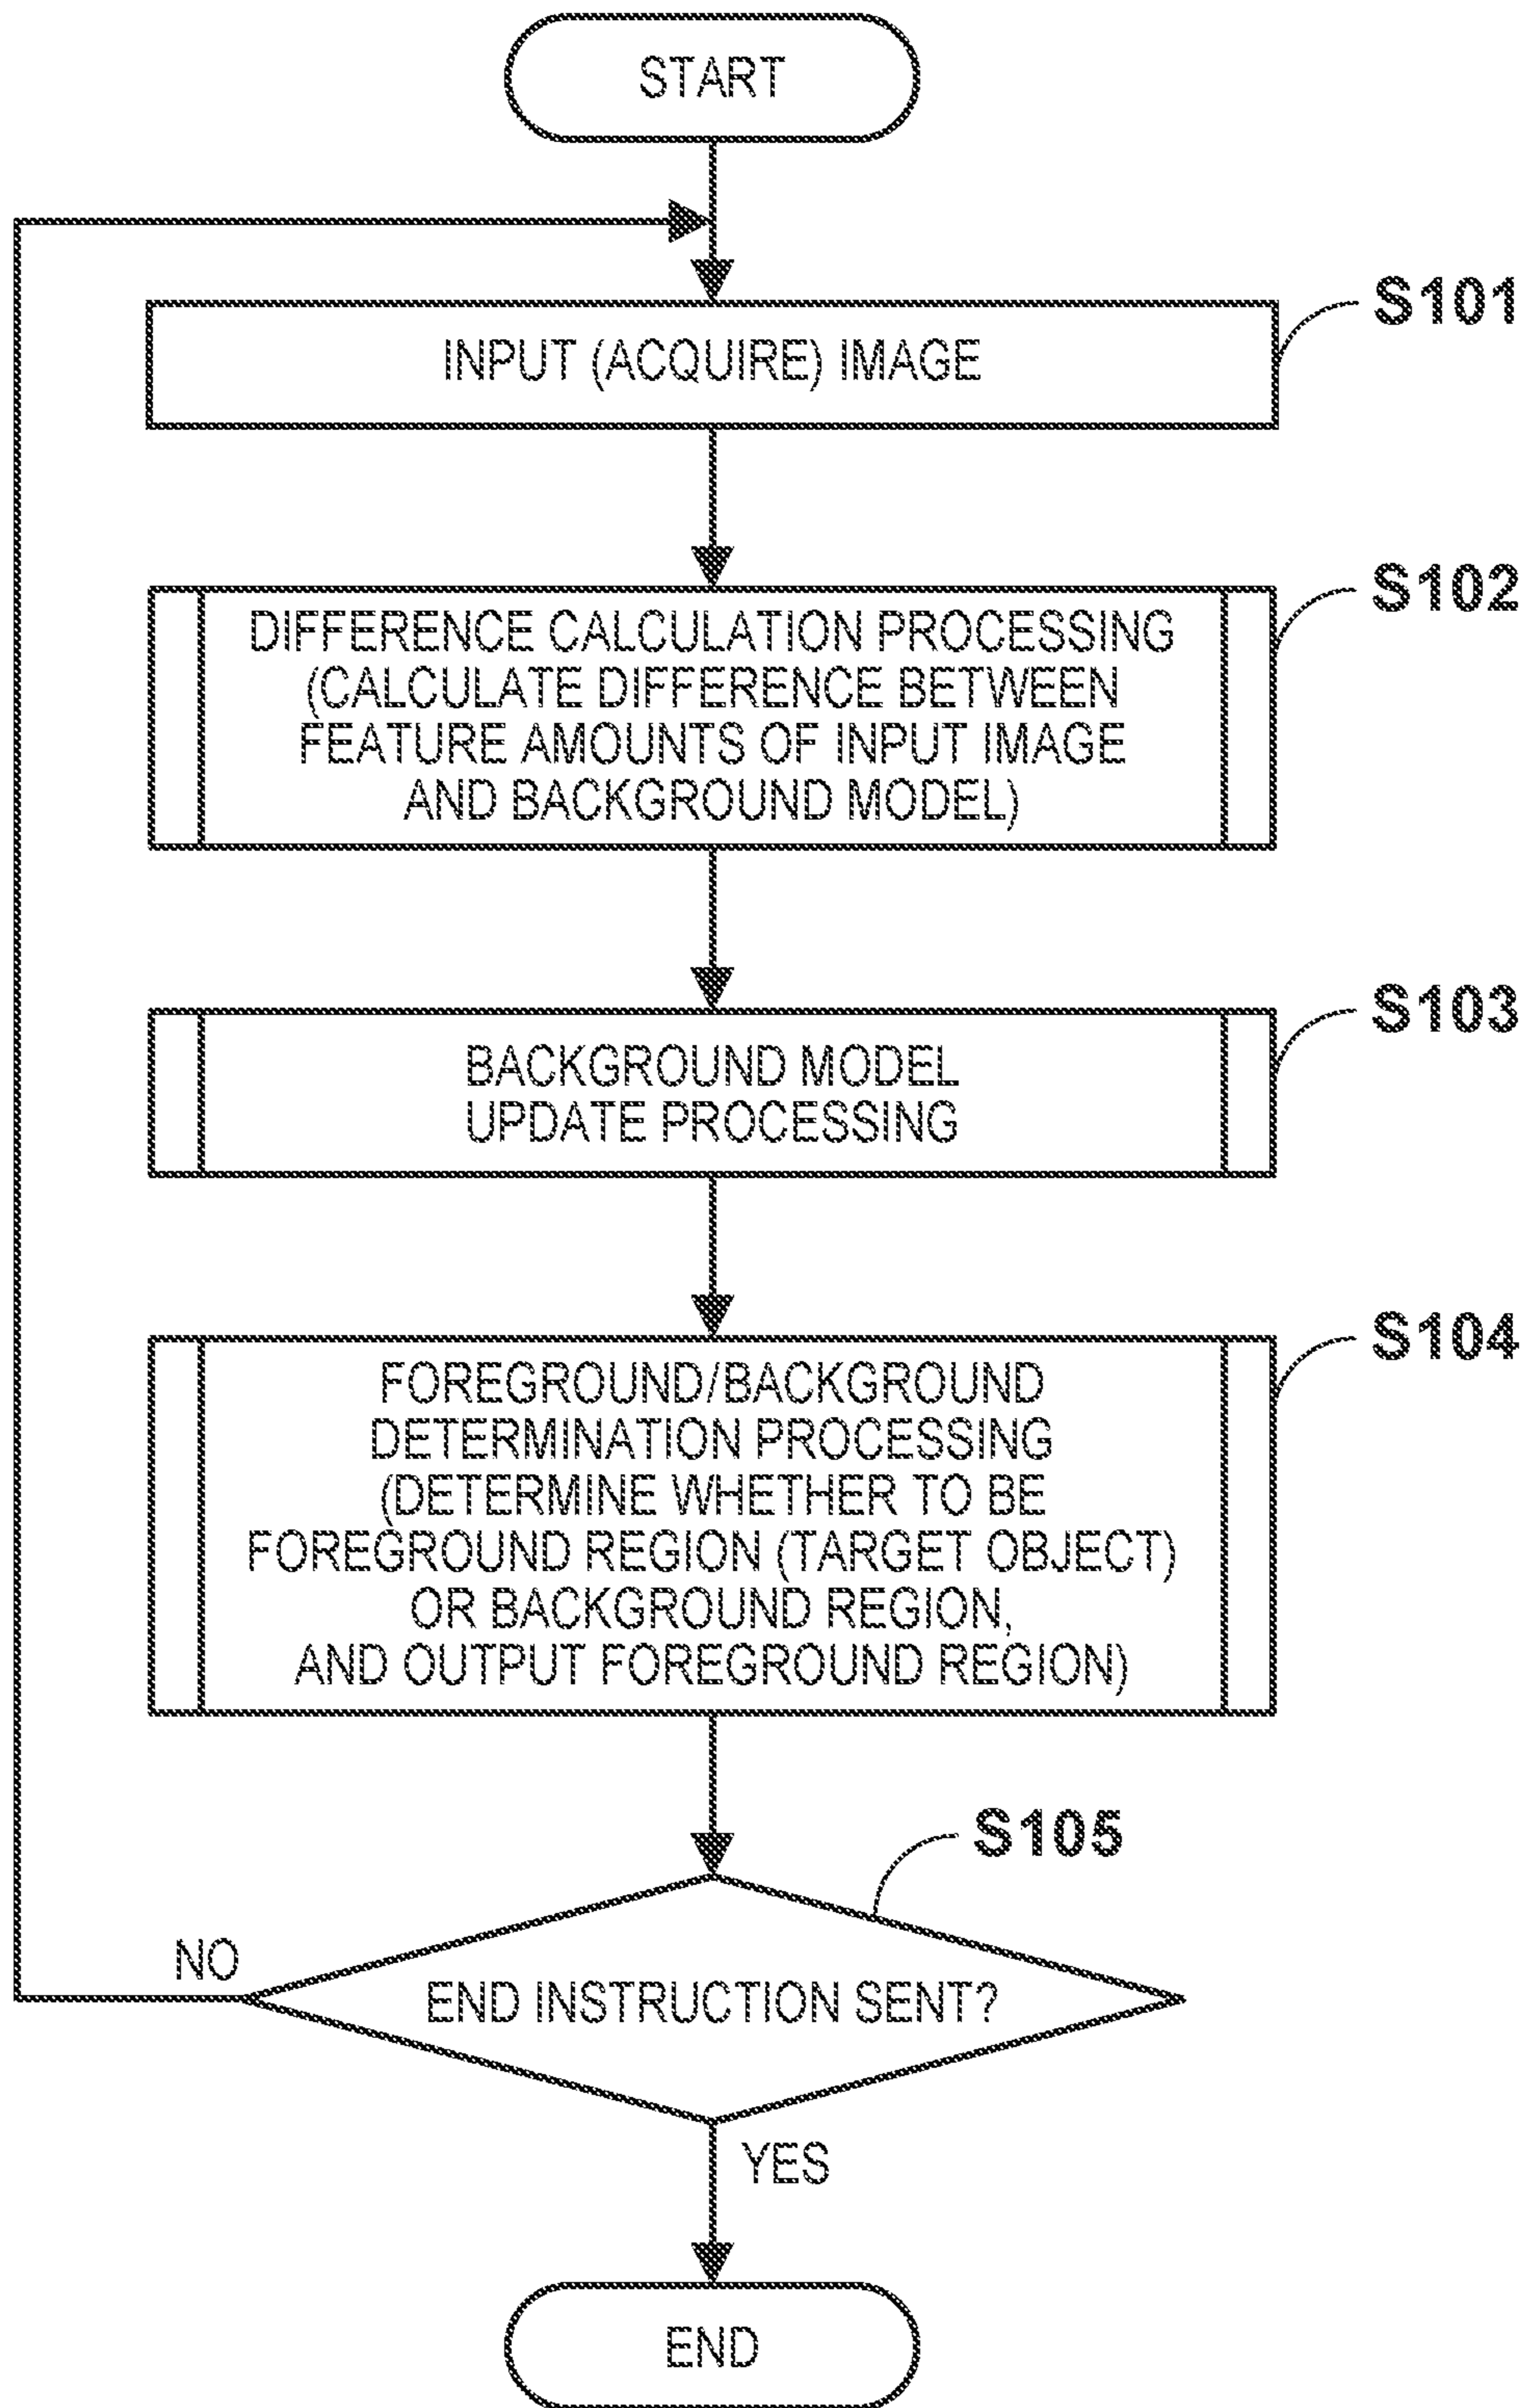 START
INPUT (ACQUIRE) IMAGE
S101
DIFFERENCE CALCULATION PROCESSING
(CALCULATE DIFFERENCE BETWEEN
FEATURE AMOUNTS OF INPUT IMAGE
AND BACKGROUND MODEL)
S102
BACKGROUND MODEL
UPDATE PROCESSING
S103
FOREGROUND/BACKGROUND
DETERMINATION PROCESSING
(DETERMINE WHETHER TO BE
FOREGROUND REGION (TARGET OBJECT)
OR BACKGROUND REGION,
AND OUTPUT FOREGROUND REGION)
S104
S105
END INSTRUCTION SENT?
NO
YES
END